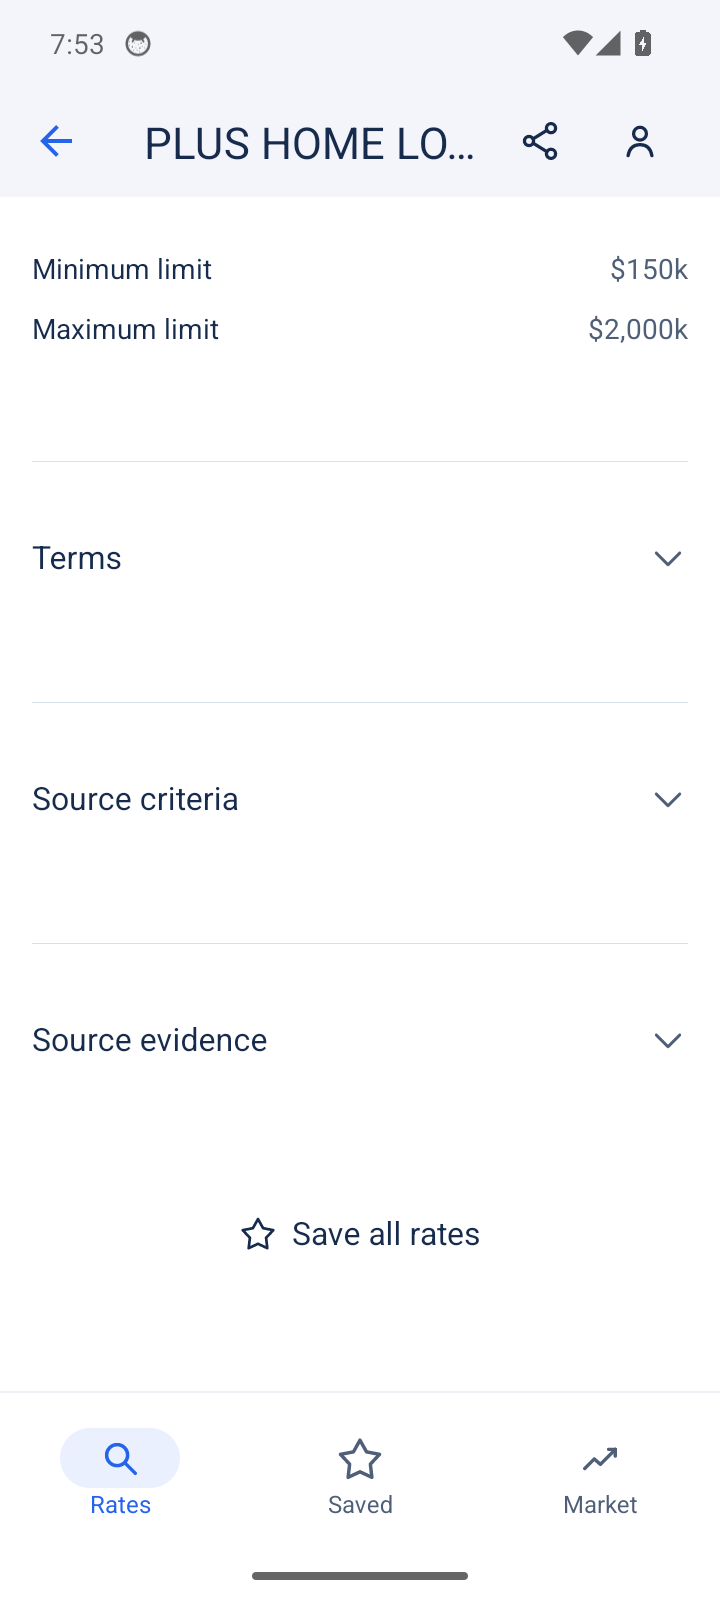 7:53
PLUS HOME LO...
Minimum limit $150k
Maximum limit $2,000k
Terms
Source criteria
Source evidence
Save all rates
Rates Saved Market